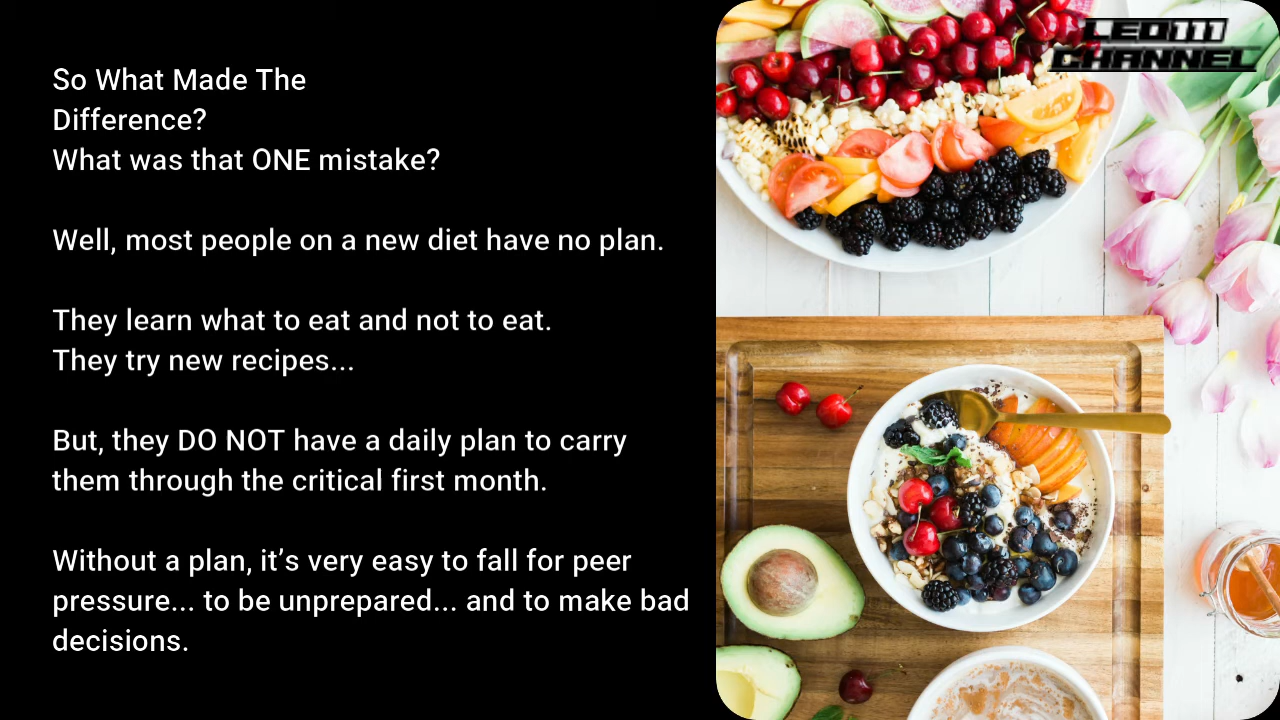 So What Made The
Difference?
What was that ONE mistake?
Well, most people on a new diet have no plan.
They learn what to eat and not to eat.
They try new recipes...
But, they DO NOT have a daily plan to carry
them through the critical first month.
Without a plan, it’s very easy to fall for peer
pressure... to be unprepared... and to make bad
decisions.
LEO111
CHANNEL